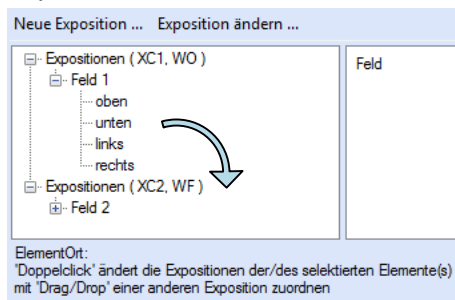 Neue Exposition ... Exposition ändern ...
Expositionen ( XC1, WO )
Feld
Feld 1
oben
unten
links
rechts
Expositionen ( XC2, WF )
Feld 2
ElementOrt:
'Doppelclick' ändert die Expositionen der/des selektierten Elemente(s)
mit 'Drag/Drop' einer anderen Exposition zuordnen